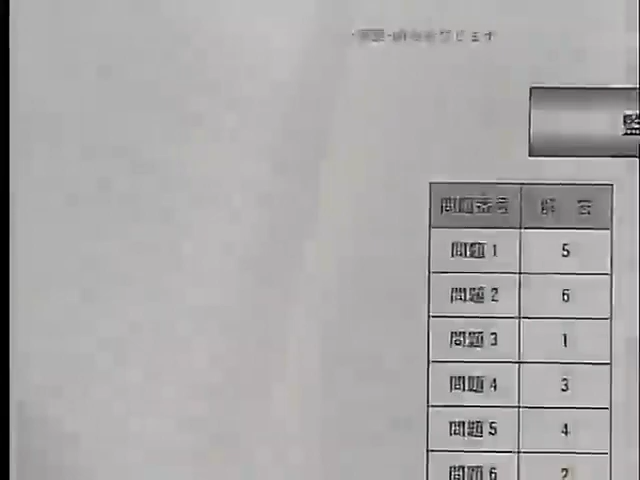 監
問題番号 解 答
問題 1 5
問題 2 6
問題 3 1
問題 4 3
問題 5 4
問題 6 2